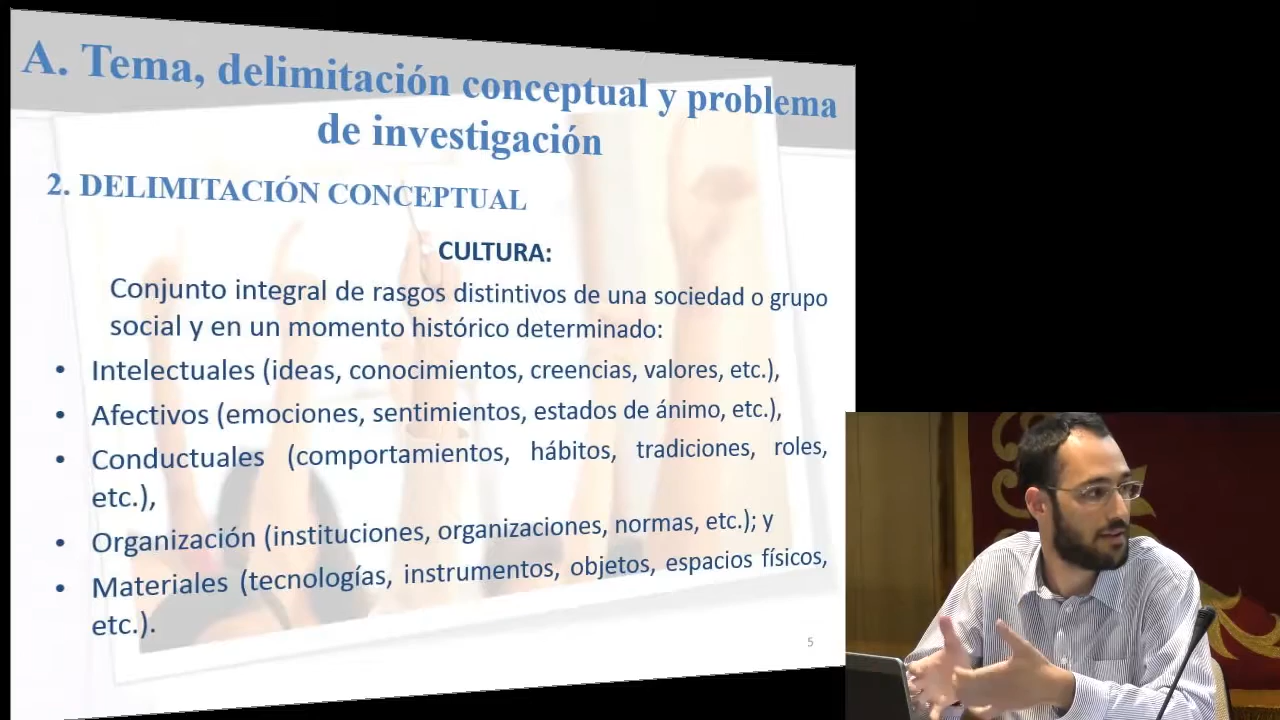 A. Tema, delimitación conceptual y problema
de investigación
2. DELIMITACIÓN CONCEPTUAL
CULTURA:
Conjunto integral de rasgos distintivos de una sociedad o grupo
social y en un momento histórico determinado:
• Intelectuales (ideas, conocimientos, creencias, valores, etc.),
• Afectivos (emociones, sentimientos, estados de ánimo, etc.),
• Conductuales (comportamientos, hábitos, tradiciones, roles,
etc.),
• Organización (instituciones, organizaciones, normas, etc.); y
• Materiales (tecnologías, instrumentos, objetos, espacios físicos,
etc.).
5